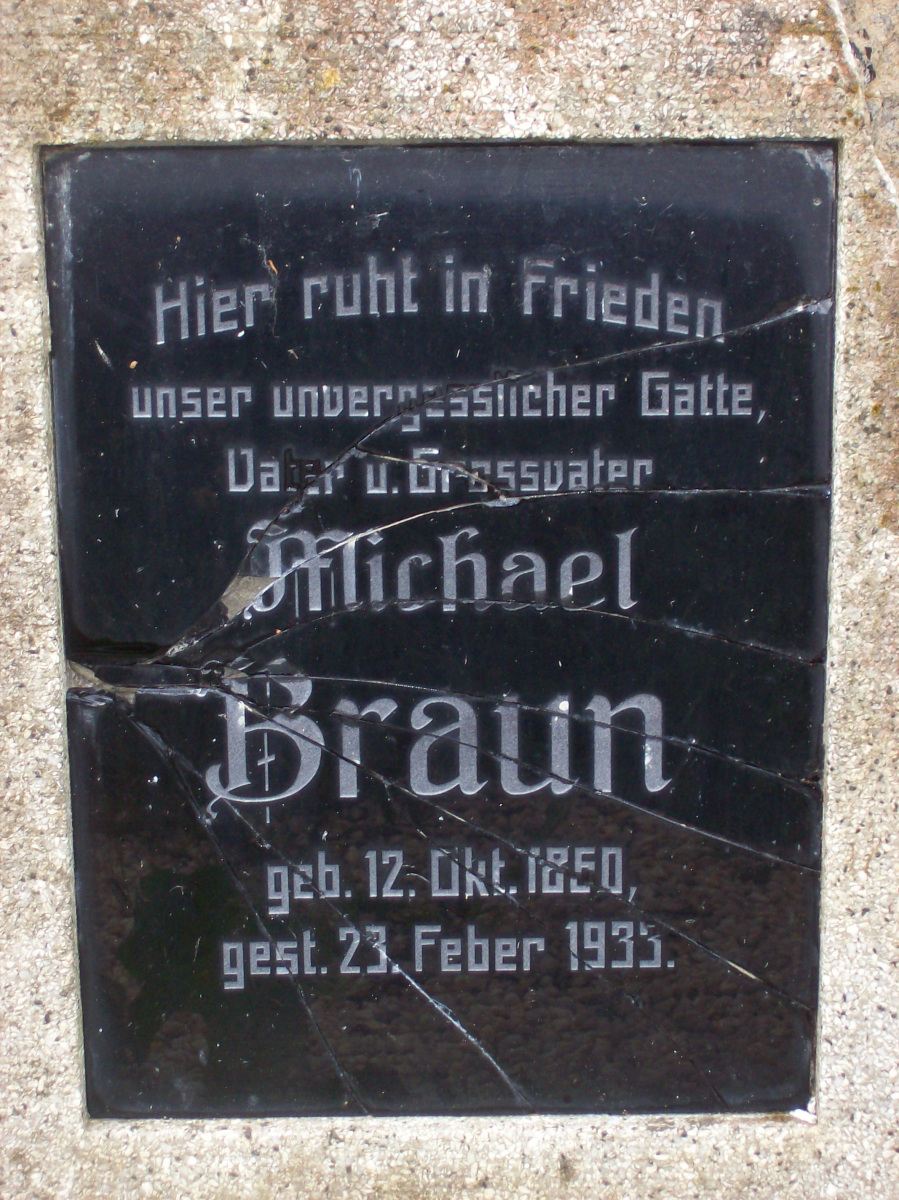 Hier ruht in Frieden
unser unvergesslicher Gatte,
Vater u. Grossvater
Michael
Braun
geb. 12. Okt. 1850,
gest. 23. Feber 1933.